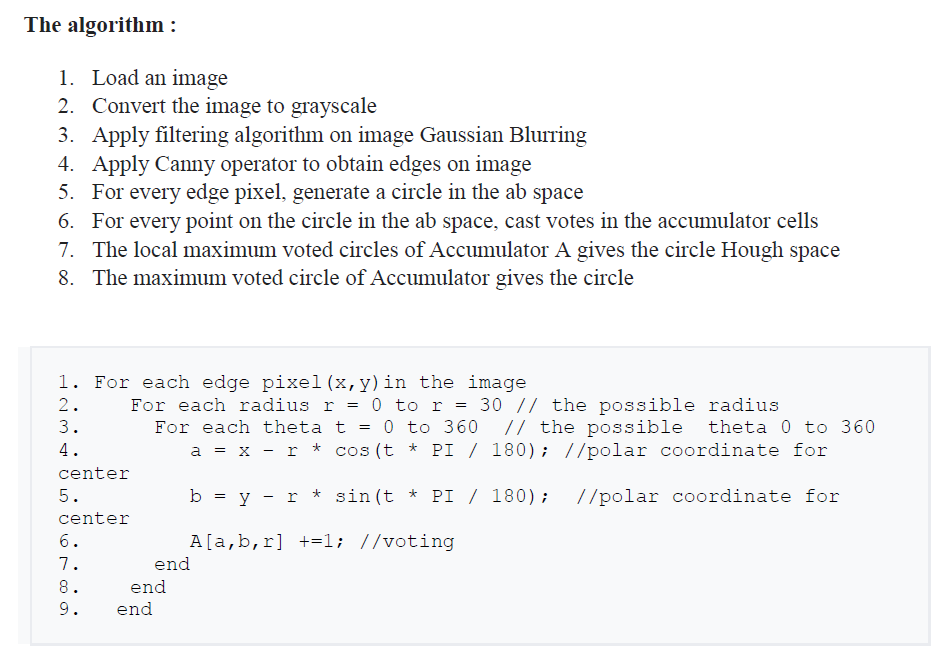 The algorithm :
1. Load an image
2. Convert the image to grayscale
3. Apply filtering algorithm on image Gaussian Blurring
4. Apply Canny operator to obtain edges on image
5. For every edge pixel, generate a circle in the ab space
6. For every point on the circle in the ab space, cast votes in the accumulator cells
7. The local maximum voted circles of Accumulator A gives the circle Hough space
8. The maximum voted circle of Accumulator gives the circle
1. For each edge pixel(x,y)in the image
2. For each radius r = 0 to r = 30 // the possible radius
3. For each theta t = 0 to 360 // the possible theta 0 to 360
4. a = x - r * cos(t * PI / 180); //polar coordinate for
center
5. b = y - r * sin(t * PI / 180); //polar coordinate for
center
6. A[a,b,r] +=1; //voting
7. end
8. end
9. end